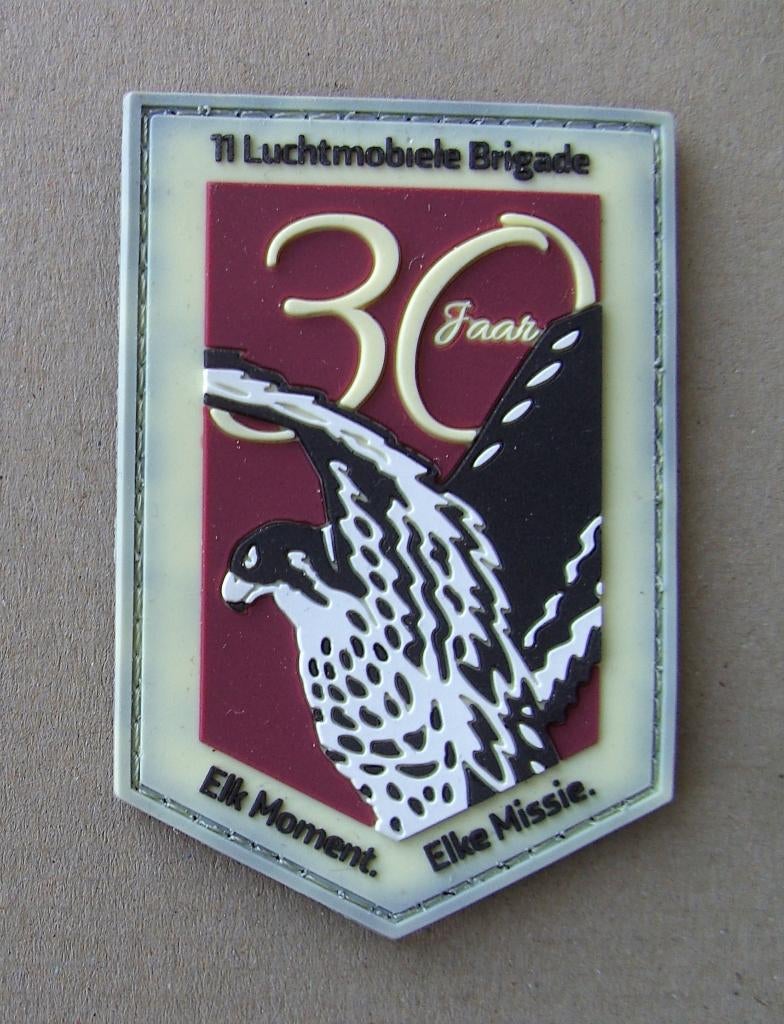 11 Luchtmobiele Brigade
30
Jaar
Elk Moment.
Elke Missie.